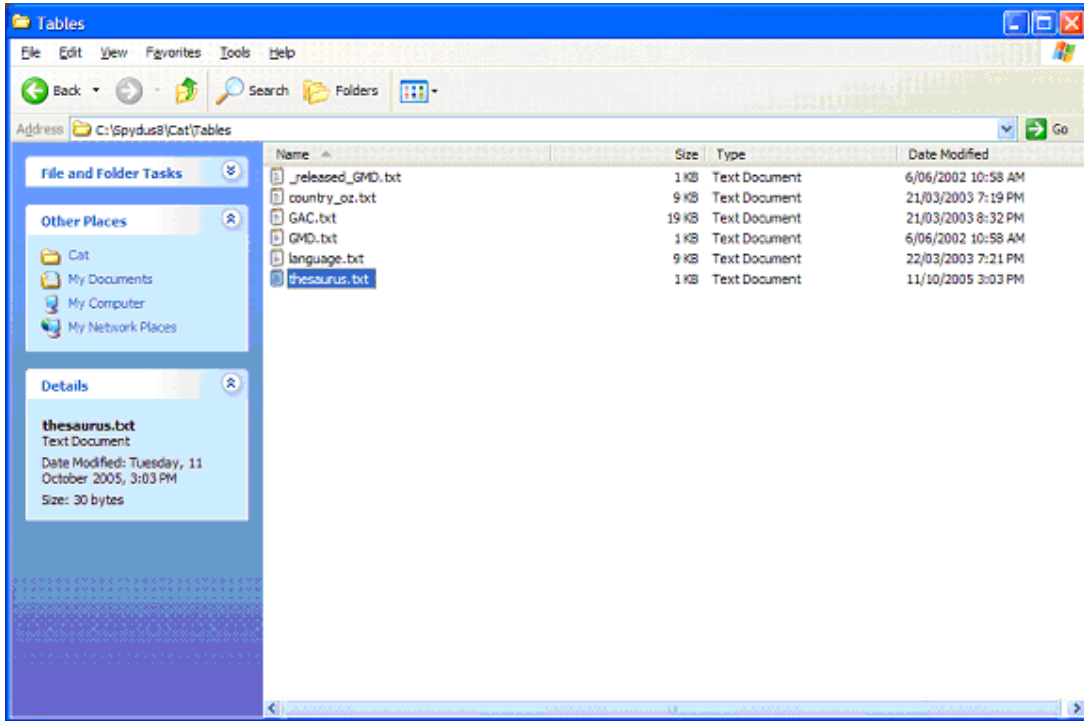 Tables
File Edit View Favorites Tools Help
Back Search Folders
Address C:\Spydus8\Cat\Tables Go
File and Folder Tasks
Other Places
Cat
My Documents
My Computer
My Network Places
Details
thesaurus.txt
Text Document
Date Modified: Tuesday, 11
October 2005, 3:03 PM
Size: 30 bytes
Name Size Type Date Modified
_released_GMD.txt 1 KB Text Document 6/06/2002 10:58 AM
country_oz.txt 9 KB Text Document 21/03/2003 7:19 PM
GAC.txt 19 KB Text Document 21/03/2003 8:32 PM
GMD.txt 1 KB Text Document 6/06/2002 10:58 AM
language.txt 9 KB Text Document 22/03/2003 7:21 PM
thesaurus.txt 1 KB Text Document 11/10/2005 3:03 PM